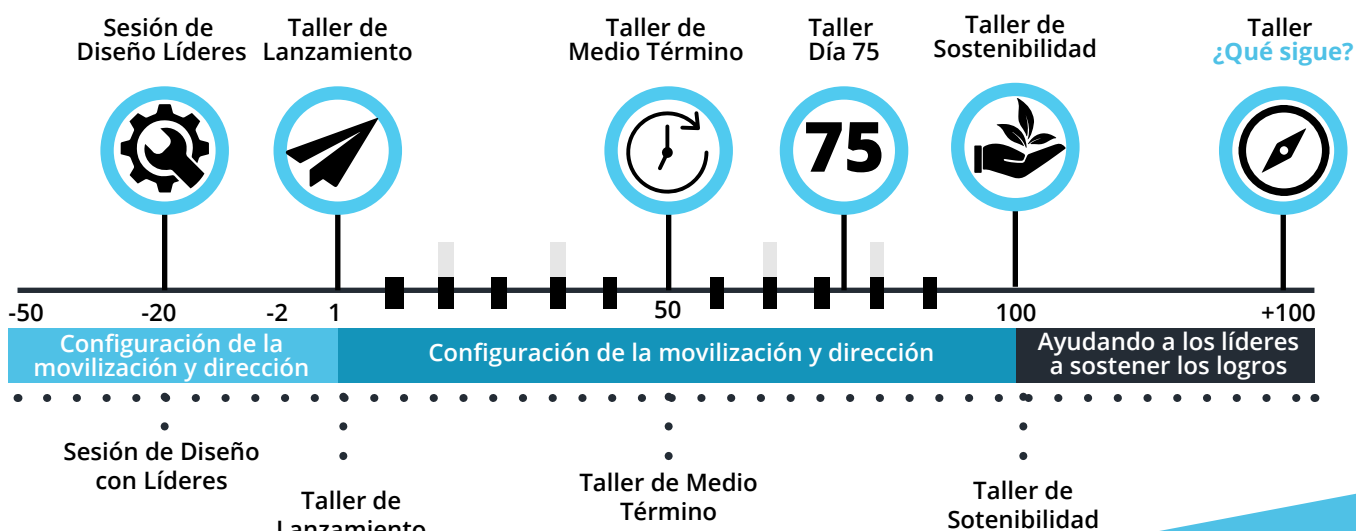 Sesión de
Diseño Líderes
Taller de
Lanzamiento
Taller de
Medio Término
Taller
Día 75
Taller de
Sostenibilidad
Taller
¿Qué sigue?
75
-50
-20
-2
1
50
100
+100
Configuración de la
movilización y dirección
Configuración de la movilización y dirección
Ayudando a los líderes
a sostener los logros
Sesión de Diseño
con Líderes
Taller de
Lanzamiento
Taller de Medio
Término
Taller de
Sotenibilidad